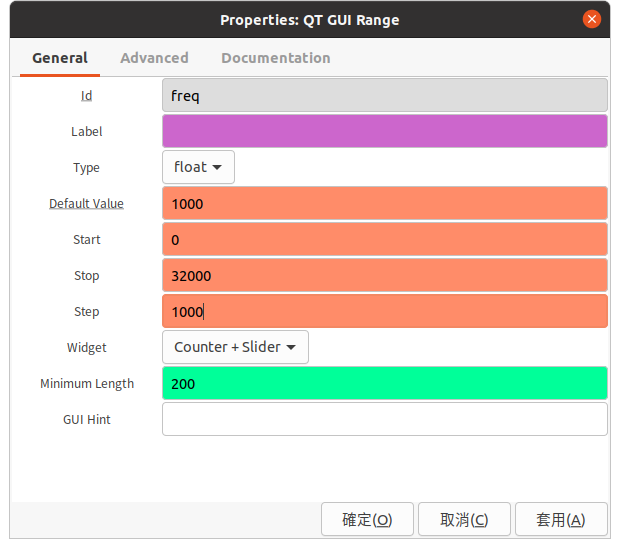 Properties: QT GUI Range
General Advanced Documentation
Id freq
Label
Type float
Default Value 1000
Start 0
Stop 32000
Step 1000
Widget Counter + Slider
Minimum Length 200
GUI Hint
確定(O) 取消(C) 套用(A)